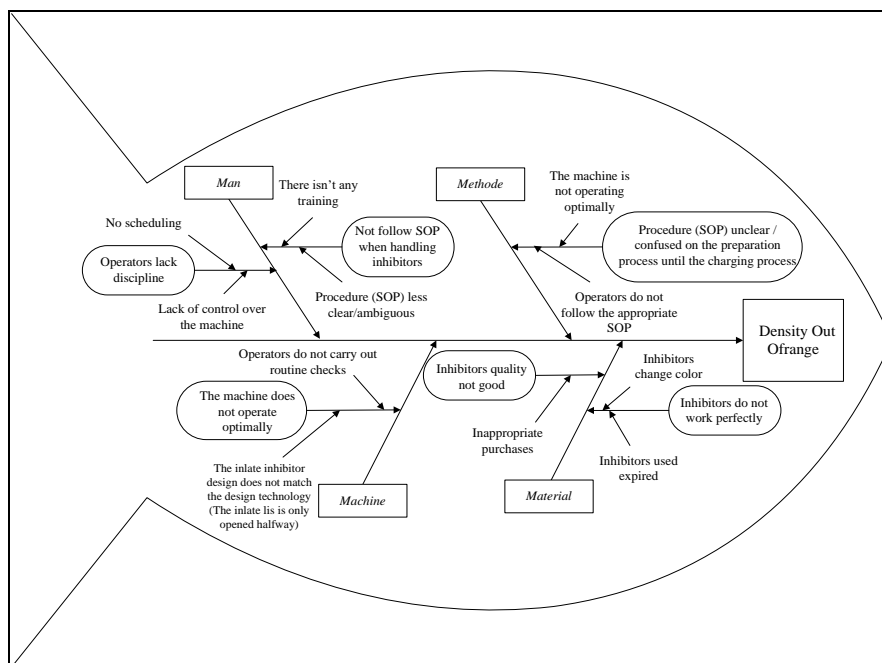 Man
There isn't any
training
No scheduling
Not follow SOP
when handling
inhibitors
Operators lack
discipline
Lack of control over
the machine
Procedure (SOP) less
clear/ambiguous
Methode
The machine is
not operating
optimally
Procedure (SOP) unclear /
confused on the preparation
process until the charging process
Operators do not
follow the appropriate
SOP
Density Out
Ofrange
Operators do not carry out
routine checks
The machine does
not operate
optimally
The inlate inhibitor
design does not match
the design technology
(The inlate lis is only
opened halfway)
Machine
Inhibitors quality
not good
Inhibitors
change color
Inhibitors do not
work perfectly
Inappropriate
purchases
Inhibitors used
expired
Material